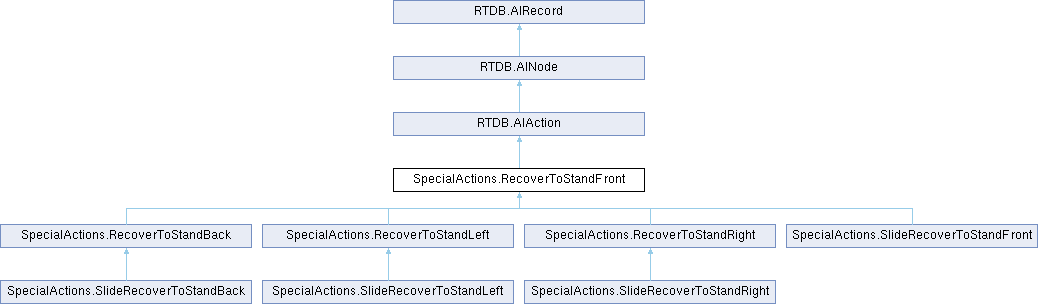 RTDB.AIRecord
RTDB.AINode
RTDB.AIAction
SpecialActions.RecoverToStandFront
SpecialActions.RecoverToStandBack
SpecialActions.RecoverToStandLeft
SpecialActions.RecoverToStandRight
SpecialActions.SlideRecoverToStandFront
SpecialActions.SlideRecoverToStandBack
SpecialActions.SlideRecoverToStandLeft
SpecialActions.SlideRecoverToStandRight